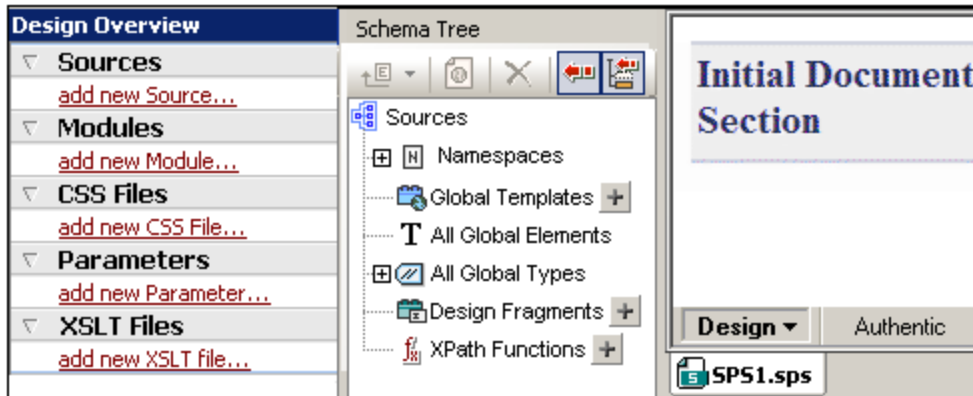 Design Overview
Sources
add new Source...
Modules
add new Module...
CSS Files
add new CSS File...
Parameters
add new Parameter...
XSLT Files
add new XSLT file...
Schema Tree
E
Sources
N Namespaces
Global Templates +
T All Global Elements
All Global Types
Design Fragments +
XPath Functions +
Initial Document
Section
Design Authentic
SPS1.sps